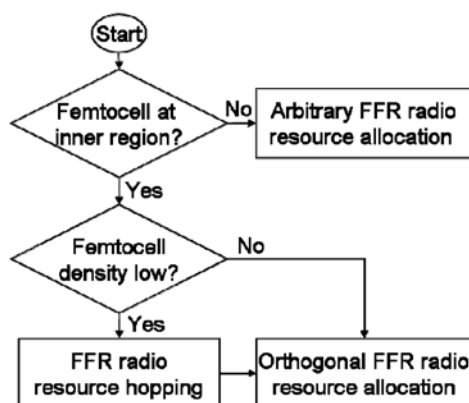 Start
Femtocell at
inner region?
No
Arbitrary FFR radio
resource allocation
Yes
Femtocell
density low?
No
Yes
FFR radio
resource hopping
Orthogonal FFR radio
resource allocation